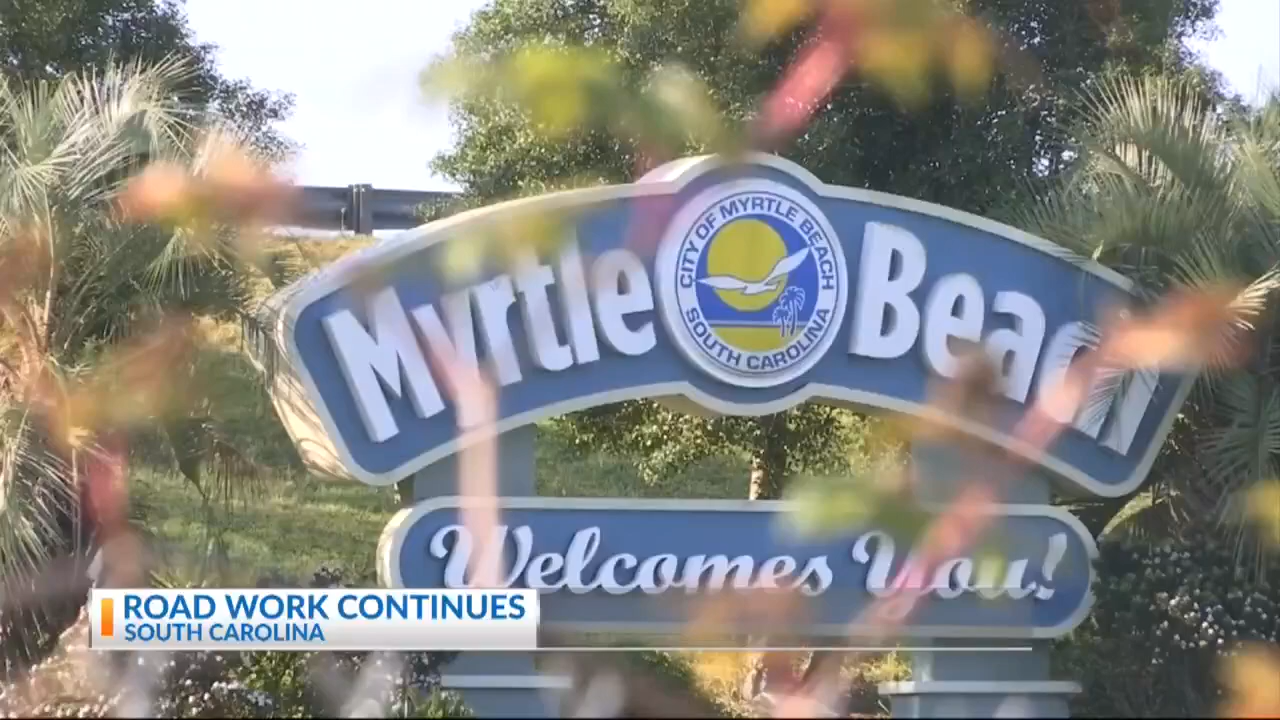 Myrtle Beach
CITY OF MYRTLE BEACH
SOUTH CAROLINA
Welcomes You!
ROAD WORK CONTINUES
SOUTH CAROLINA